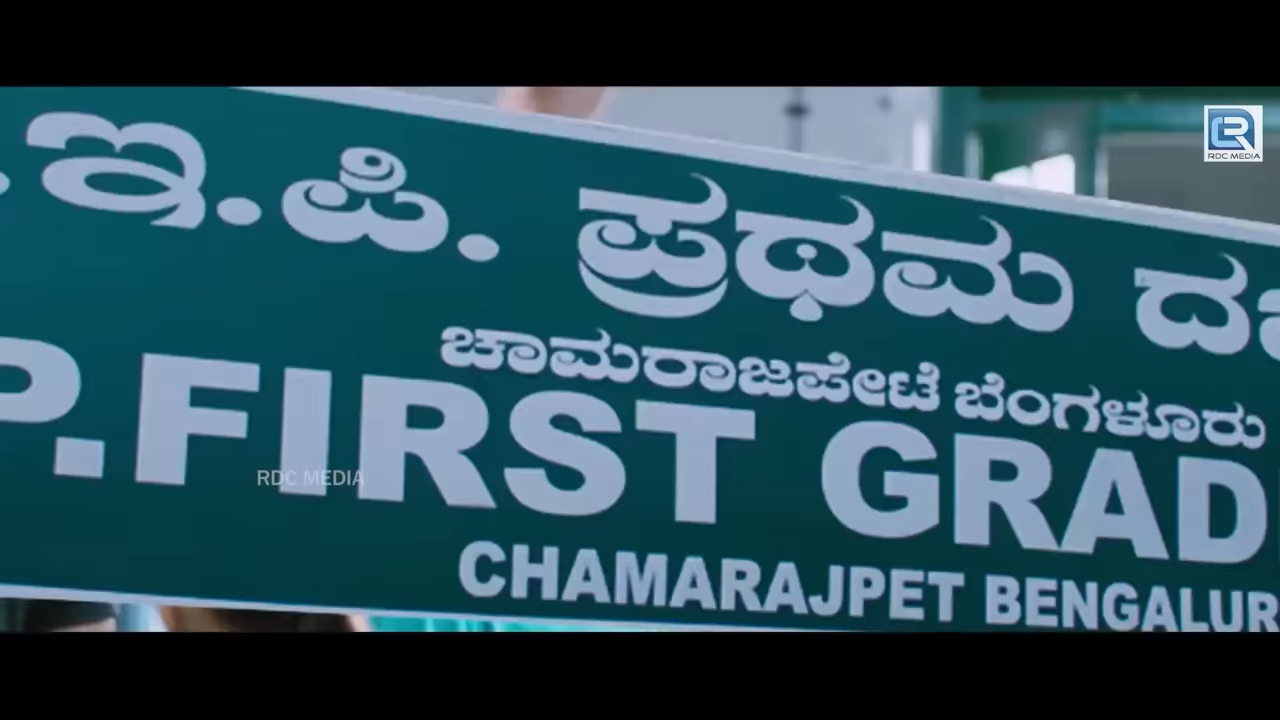 .ಇ.ಪಿ. ಪ್ರಥಮ ದ
ಚಾಮರಾಜಪೇಟೆ ಬೆಂಗಳೂರು
P.FIRST GRAD
CHAMARAJPET BENGALUR
RDC MEDIA
RDC MEDIA